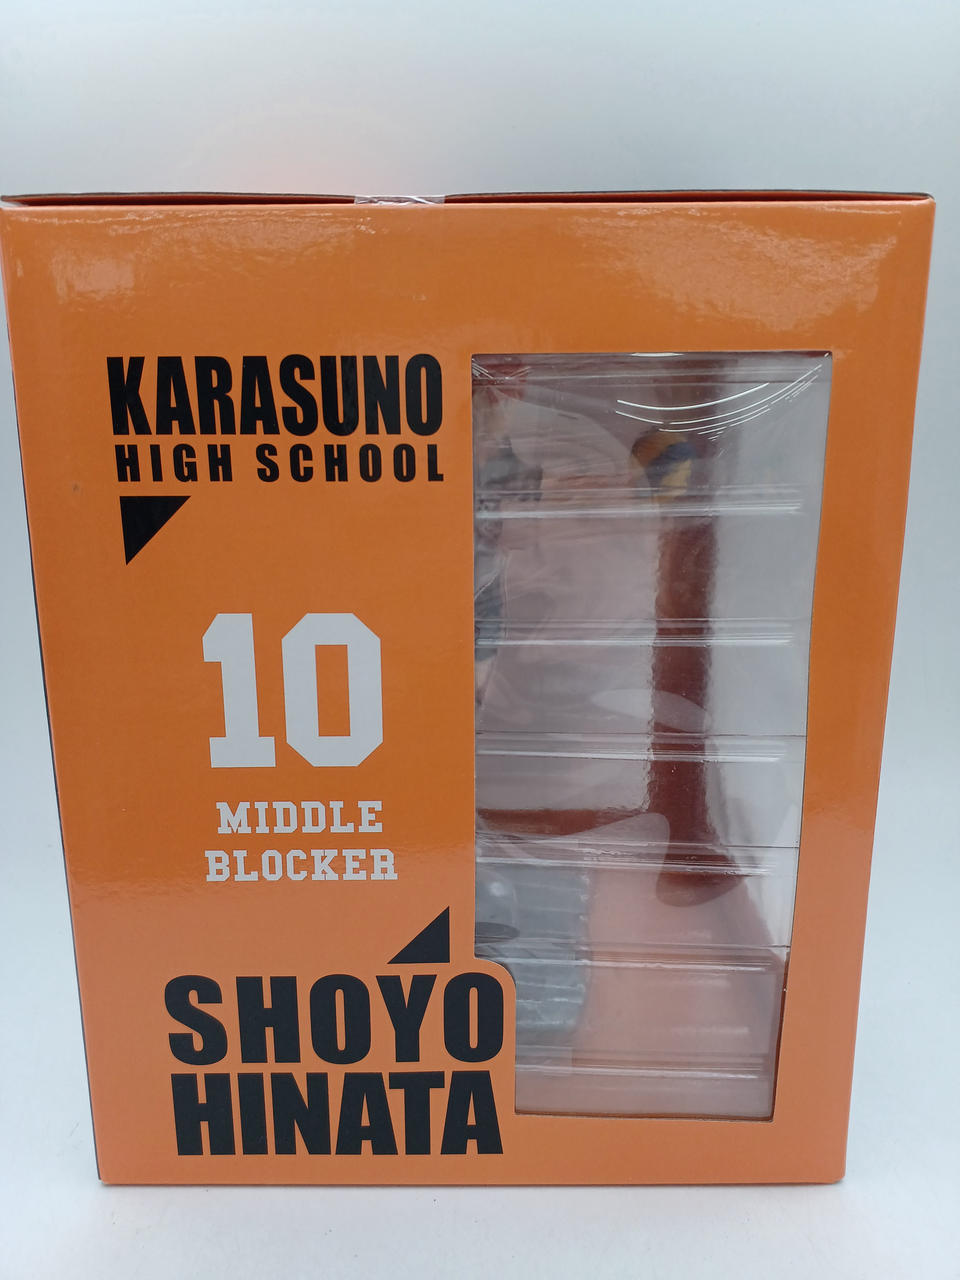 KARASUNO
HIGH SCHOOL
10
MIDDLE
BLOCKER
SHOYO
HINATA